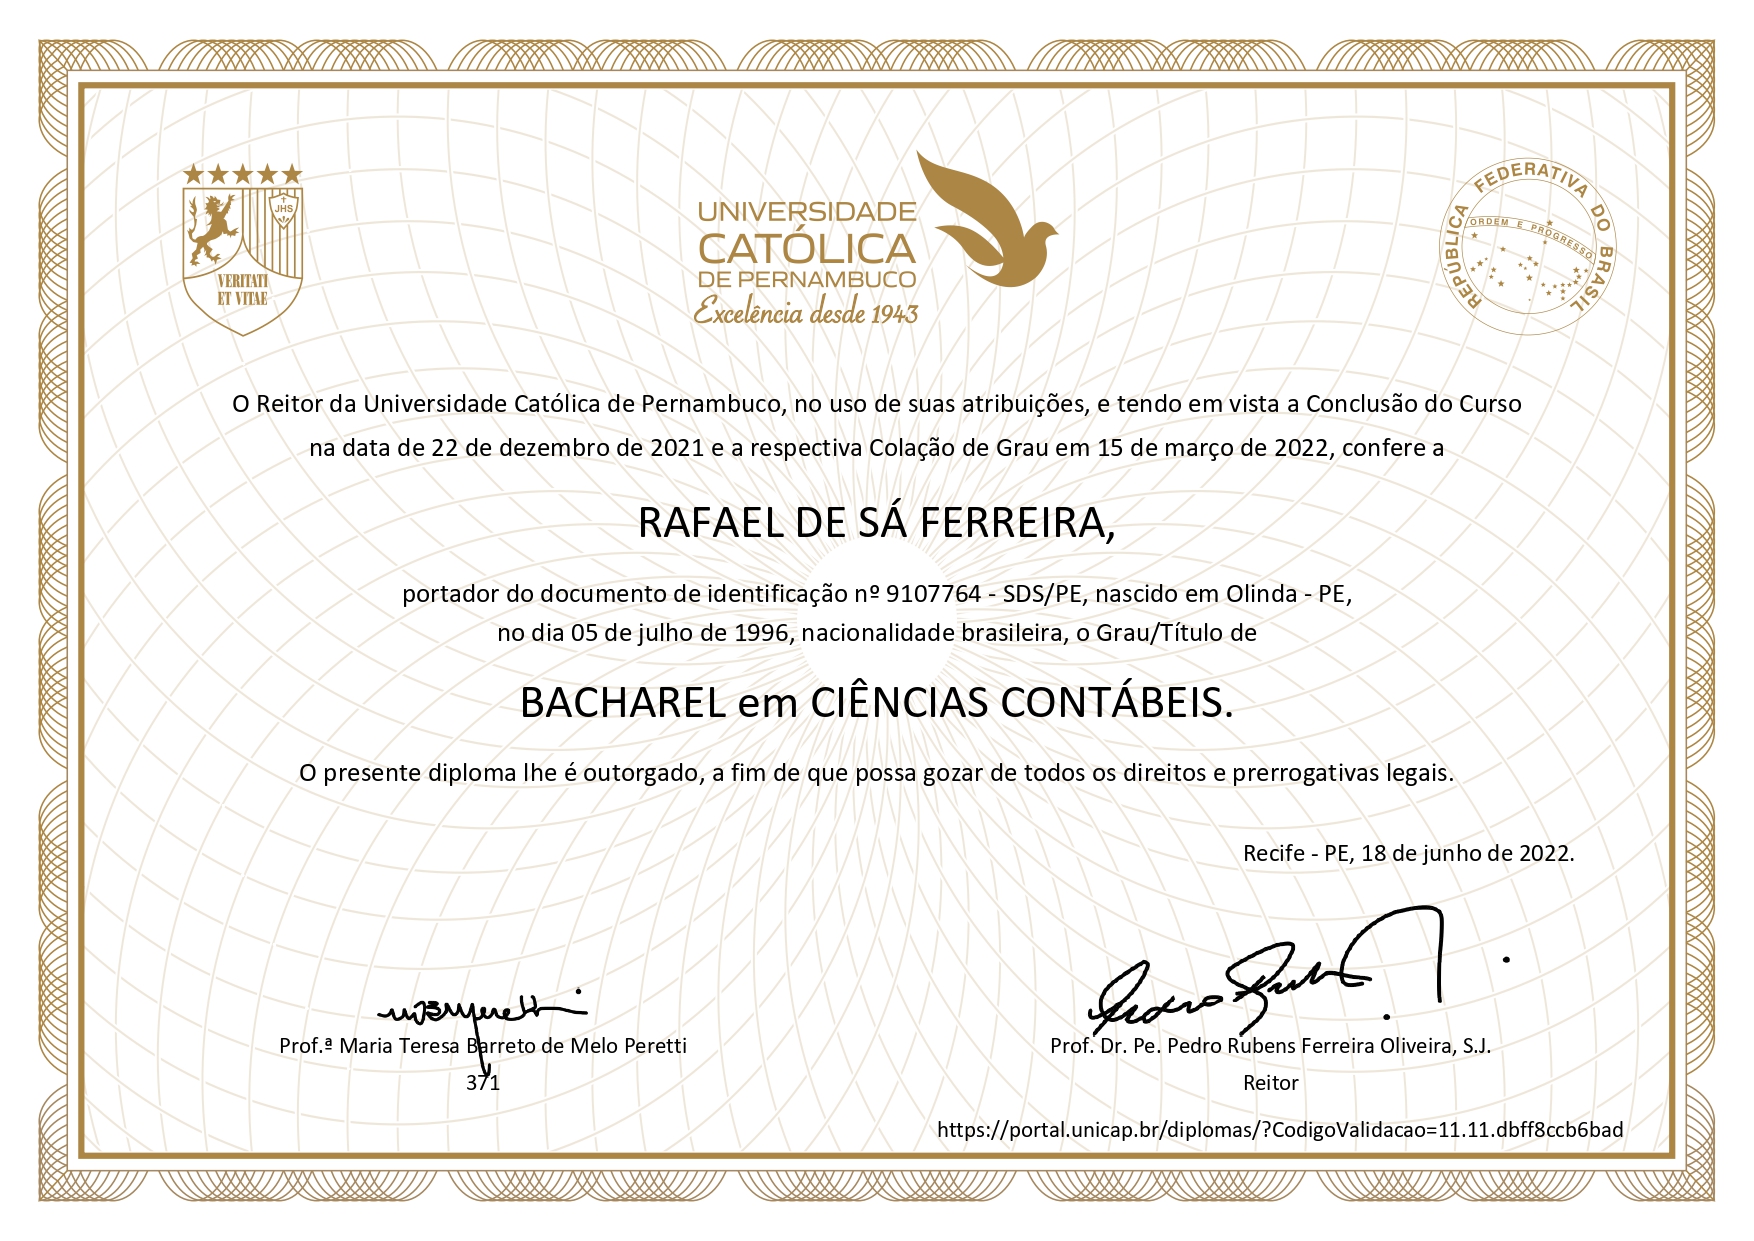 JHS
VERITATI
ET VITAE
UNIVERSIDADE
CATÓLICA
DE PERNAMBUCO
Excelência desde 1943
REPÚBLICA FEDERATIVA DO BRASIL
ORDEM E PROGRESSO
O Reitor da Universidade Católica de Pernambuco, no uso de suas atribuições, e tendo em vista a Conclusão do Curso
na data de 22 de dezembro de 2021 e a respectiva Colação de Grau em 15 de março de 2022, confere a
RAFAEL DE SÁ FERREIRA,
portador do documento de identificação nº 9107764 - SDS/PE, nascido em Olinda - PE,
no dia 05 de julho de 1996, nacionalidade brasileira, o Grau/Título de
BACHAREL em CIÊNCIAS CONTÁBEIS.
O presente diploma lhe é outorgado, a fim de que possa gozar de todos os direitos e prerrogativas legais.
Recife - PE, 18 de junho de 2022.
Prof.ª Maria Teresa Barreto de Melo Peretti
371
Prof. Dr. Pe. Pedro Rubens Ferreira Oliveira, S.J.
Reitor
https://portal.unicap.br/diplomas/?CodigoValidacao=11.11.dbff8ccb6bad